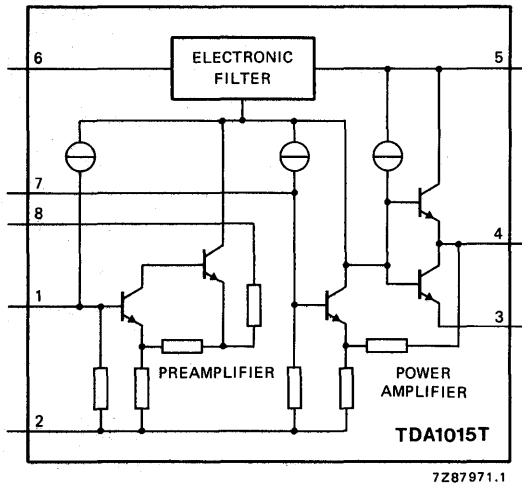 ELECTRONIC
FILTER
6
5
7
8
4
1
3
PREAMPLIFIER
POWER
AMPLIFIER
2
TDA1015T
7Z87971.1